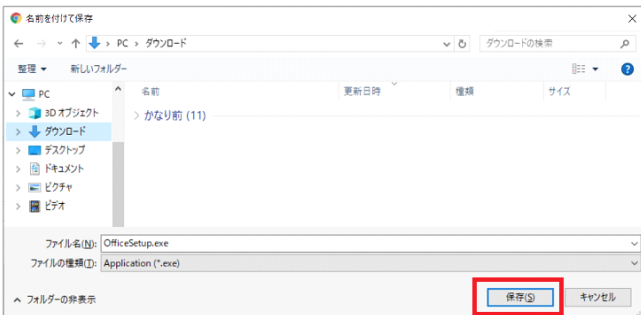 名前を付けて保存
PC > ダウンロード
ダウンロードの検索
整理 新しいフォルダー
名前 更新日時 種類 サイズ
かなり前 (11)
PC
3D オブジェクト
ダウンロード
デスクトップ
ドキュメント
ピクチャ
ビデオ
ファイル名(N): OfficeSetup.exe
ファイルの種類(T): Application (*.exe)
フォルダーの非表示
保存(S) キャンセル